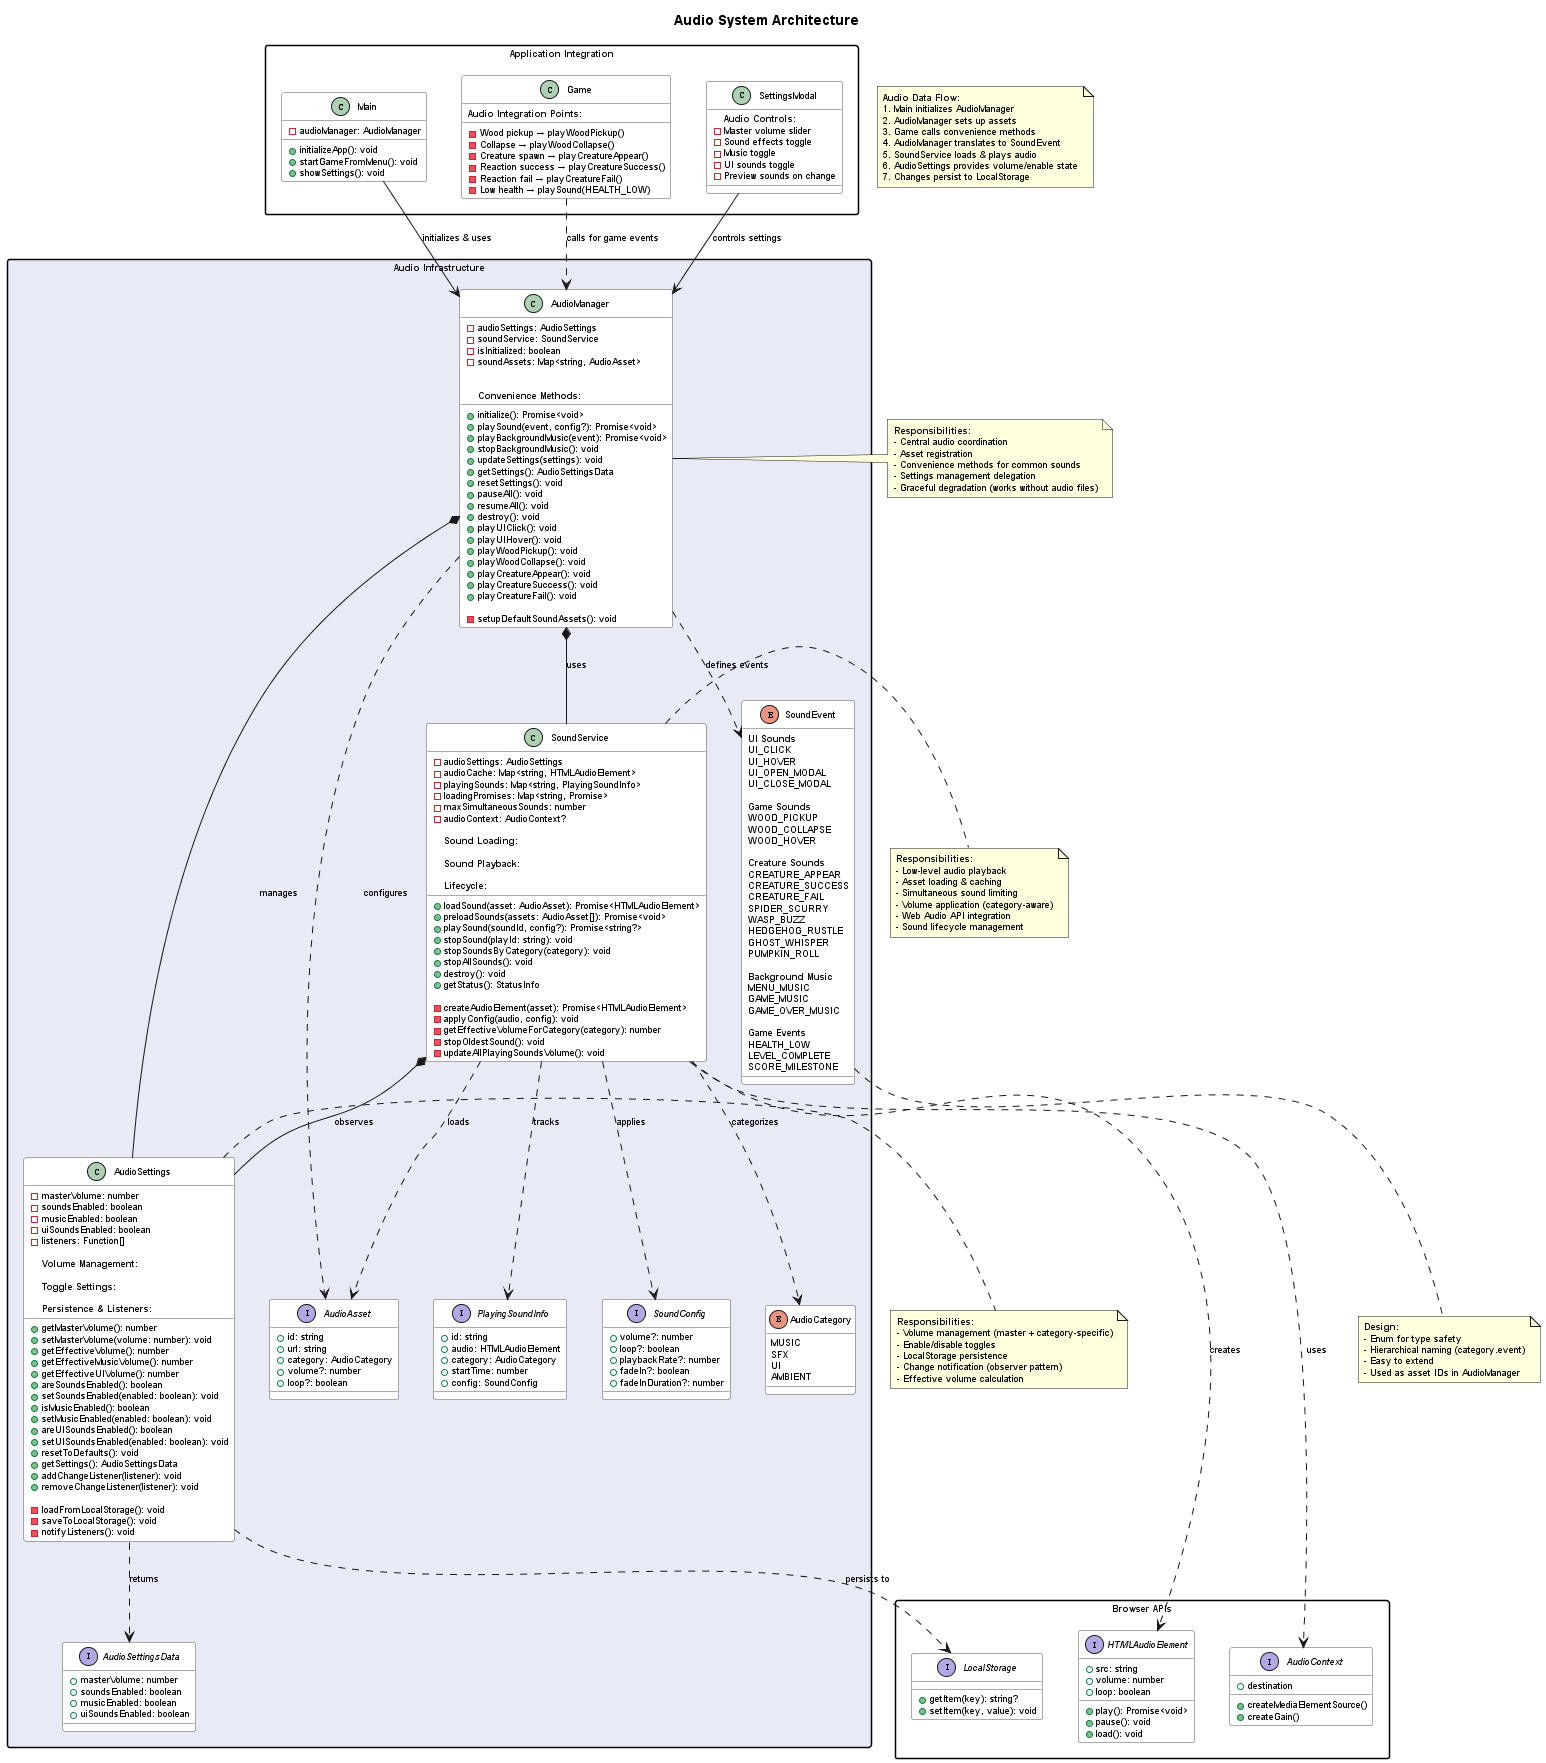 Audio System Architecture
Application Integration
C Main
audioManager: AudioManager
initializeApp(): void
startGameFromMenu(): void
showSettings(): void
C Game
Audio Integration Points:
Wood pickup → playWoodPickup()
Collapse → playWoodCollapse()
Creature spawn → playCreatureAppear()
Reaction success → playCreatureSuccess()
Reaction fail → playCreatureFail()
Low health → playSound(HEALTH_LOW)
C SettingsModal
Audio Controls:
Master volume slider
Sound effects toggle
Music toggle
UI sounds toggle
Preview sounds on change
Audio Data Flow:
1. Main initializes AudioManager
2. AudioManager sets up assets
3. Game calls convenience methods
4. AudioManager translates to SoundEvent
5. SoundService loads & plays audio
6. AudioSettings provides volume/enable state
7. Changes persist to LocalStorage
initializes & uses
calls for game events
controls settings
Audio Infrastructure
C AudioManager
audioSettings: AudioSettings
soundService: SoundService
isInitialized: boolean
soundAssets: Map<string, AudioAsset>
Convenience Methods:
initialize(): Promise<void>
playSound(event, config?): Promise<void>
playBackgroundMusic(event): Promise<void>
stopBackgroundMusic(): void
updateSettings(settings): void
getSettings(): AudioSettingsData
resetSettings(): void
pauseAll(): void
resumeAll(): void
destroy(): void
playUIClick(): void
playUIHover(): void
playWoodPickup(): void
playWoodCollapse(): void
playCreatureAppear(): void
playCreatureSuccess(): void
playCreatureFail(): void
setupDefaultSoundAssets(): void
Responsibilities:
- Central audio coordination
- Asset registration
- Convenience methods for common sounds
- Settings management delegation
- Graceful degradation (works without audio files)
uses
defines events
C SoundService
audioSettings: AudioSettings
audioCache: Map<string, HTMLAudioElement>
playingSounds: Map<string, PlayingSoundInfo>
loadingPromises: Map<string, Promise>
maxSimultaneousSounds: number
audioContext: AudioContext?
Sound Loading:
Sound Playback:
Lifecycle:
loadSound(asset: AudioAsset): Promise<HTMLAudioElement>
preloadSounds(assets: AudioAsset[]): Promise<void>
playSound(soundId, config?): Promise<string?>
stopSound(playId: string): void
stopSoundsByCategory(category): void
stopAllSounds(): void
destroy(): void
getStatus(): StatusInfo
createAudioElement(asset): Promise<HTMLAudioElement>
applyConfig(audio, config): void
getEffectiveVolumeForCategory(category): number
stopOldestSound(): void
updateAllPlayingSoundsVolume(): void
E SoundEvent
UI Sounds
UI_CLICK
UI_HOVER
UI_OPEN_MODAL
UI_CLOSE_MODAL
Game Sounds
WOOD_PICKUP
WOOD_COLLAPSE
WOOD_HOVER
Creature Sounds
CREATURE_APPEAR
CREATURE_SUCCESS
CREATURE_FAIL
SPIDER_SCURRY
WASP_BUZZ
HEDGEHOG_RUSTLE
GHOST_WHISPER
PUMPKIN_ROLL
Background Music
MENU_MUSIC
GAME_MUSIC
GAME_OVER_MUSIC
Game Events
HEALTH_LOW
LEVEL_COMPLETE
SCORE_MILESTONE
Responsibilities:
- Low-level audio playback
- Asset loading & caching
- Simultaneous sound limiting
- Volume application (category-aware)
- Web Audio API integration
- Sound lifecycle management
manages
configures
observes
loads
tracks
applies
categorizes
C AudioSettings
masterVolume: number
soundsEnabled: boolean
musicEnabled: boolean
uiSoundsEnabled: boolean
listeners: Function[]
Volume Management:
Toggle Settings:
Persistence & Listeners:
getMasterVolume(): number
setMasterVolume(volume: number): void
getEffectiveVolume(): number
getEffectiveMusicVolume(): number
getEffectiveUIVolume(): number
areSoundsEnabled(): boolean
setSoundsEnabled(enabled: boolean): void
isMusicEnabled(): boolean
setMusicEnabled(enabled: boolean): void
areUISoundsEnabled(): boolean
setUISoundsEnabled(enabled: boolean): void
resetToDefaults(): void
getSettings(): AudioSettingsData
addChangeListener(listener): void
removeChangeListener(listener): void
loadFromLocalStorage(): void
saveToLocalStorage(): void
notifyListeners(): void
I AudioAsset
id: string
url: string
category: AudioCategory
volume?: number
loop?: boolean
I PlayingSoundInfo
id: string
audio: HTMLAudioElement
category: AudioCategory
startTime: number
config: SoundConfig
I SoundConfig
volume?: number
loop?: boolean
playbackRate?: number
fadeIn?: boolean
fadeInDuration?: number
E AudioCategory
MUSIC
SFX
UI
AMBIENT
Responsibilities:
- Volume management (master + category-specific)
- Enable/disable toggles
- LocalStorage persistence
- Change notification (observer pattern)
- Effective volume calculation
creates
uses
Design:
- Enum for type safety
- Hierarchical naming (category.event)
- Easy to extend
- Used as asset IDs in AudioManager
returns
persists to
I AudioSettingsData
masterVolume: number
soundsEnabled: boolean
musicEnabled: boolean
uiSoundsEnabled: boolean
Browser APIs
I LocalStorage
getItem(key): string?
setItem(key, value): void
I HTMLAudioElement
src: string
volume: number
loop: boolean
play(): Promise<void>
pause(): void
load(): void
I AudioContext
destination
createMediaElementSource()
createGain()